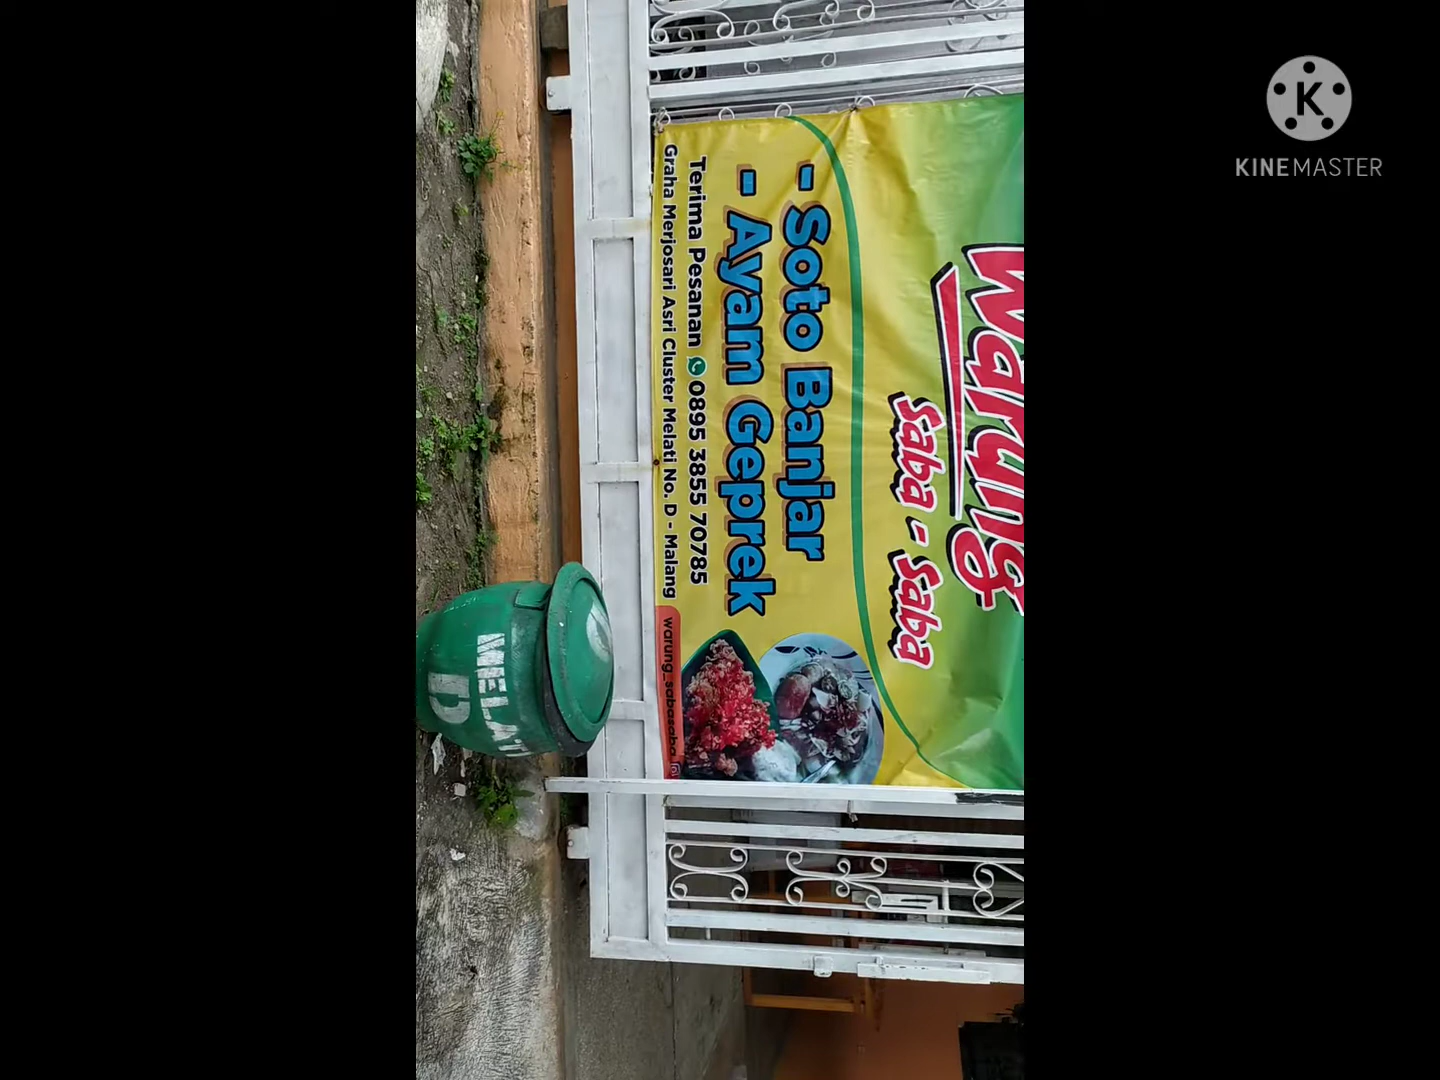 Warung
Saba - Saba
- Soto Banjar
- Ayam Geprek
Terima Pesanan 0895 3855 70785
Graha Merjosari Asri Cluster Melati No. D - Malang
warung_sabasaba
MELATI
D
K
KINEMASTER